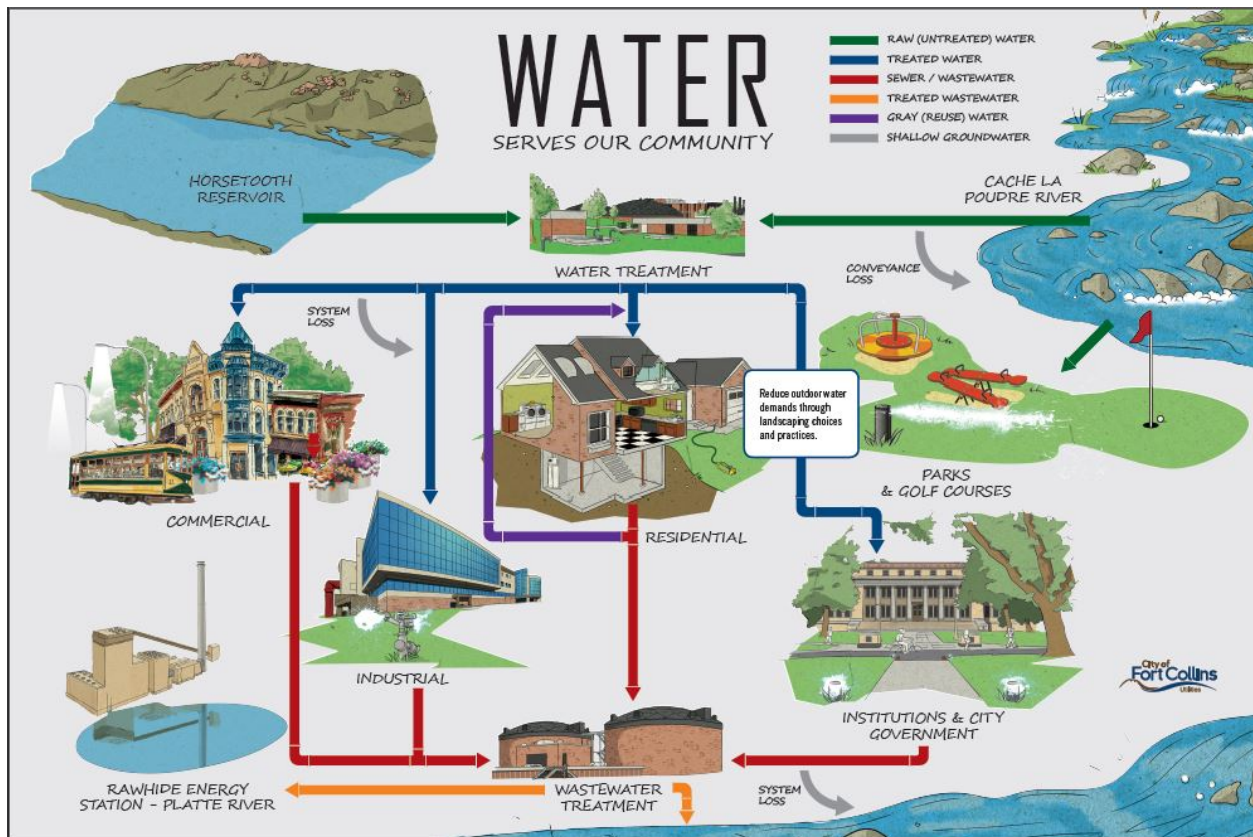 WATER
SERVES OUR COMMUNITY
RAW (UNTREATED) WATER
TREATED WATER
SEWER / WASTEWATER
TREATED WASTEWATER
GRAY (REUSE) WATER
SHALLOW GROUNDWATER
HORSETOOTH
RESERVOIR
CACHE LA
POUDRE RIVER
WATER TREATMENT
CONVEYANCE
LOSS
SYSTEM
LOSS
Reduce outdoor water
demands through
landscaping choices
and practices.
PARKS
& GOLF COURSES
COMMERCIAL
RESIDENTIAL
INDUSTRIAL
INSTITUTIONS & CITY
GOVERNMENT
City of
Fort Collins
Utilities
RAWHIDE ENERGY
STATION - PLATTE RIVER
WASTEWATER
TREATMENT
SYSTEM
LOSS